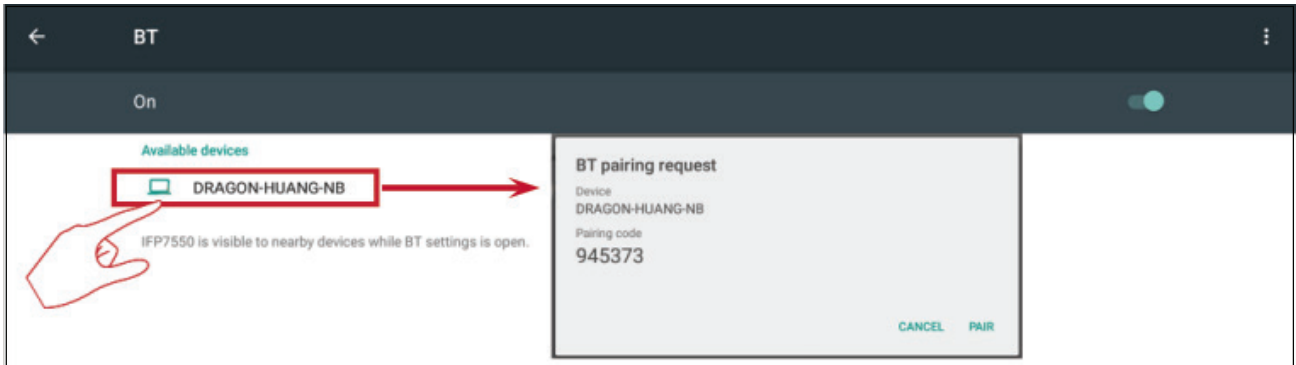 BT
On
Available devices
DRAGON-HUANG-NB
IFP7550 is visible to nearby devices while BT settings is open.
BT pairing request
Device
DRAGON-HUANG-NB
Pairing code
945373
CANCEL PAIR